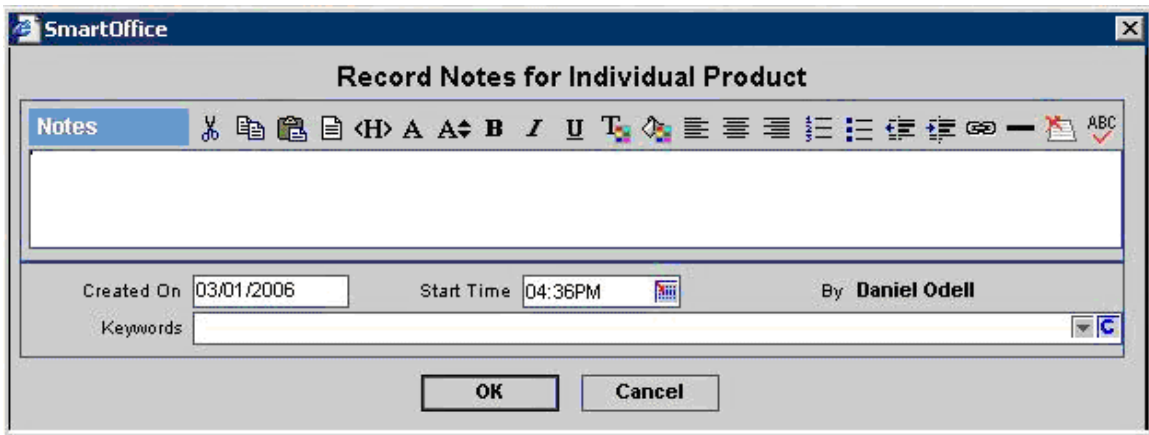 SmartOffice
Record Notes for Individual Product
Notes <H> A A B I U T ABC
Created On 03/01/2006 Start Time 04:36PM By Daniel Odell
Keywords C
OK Cancel